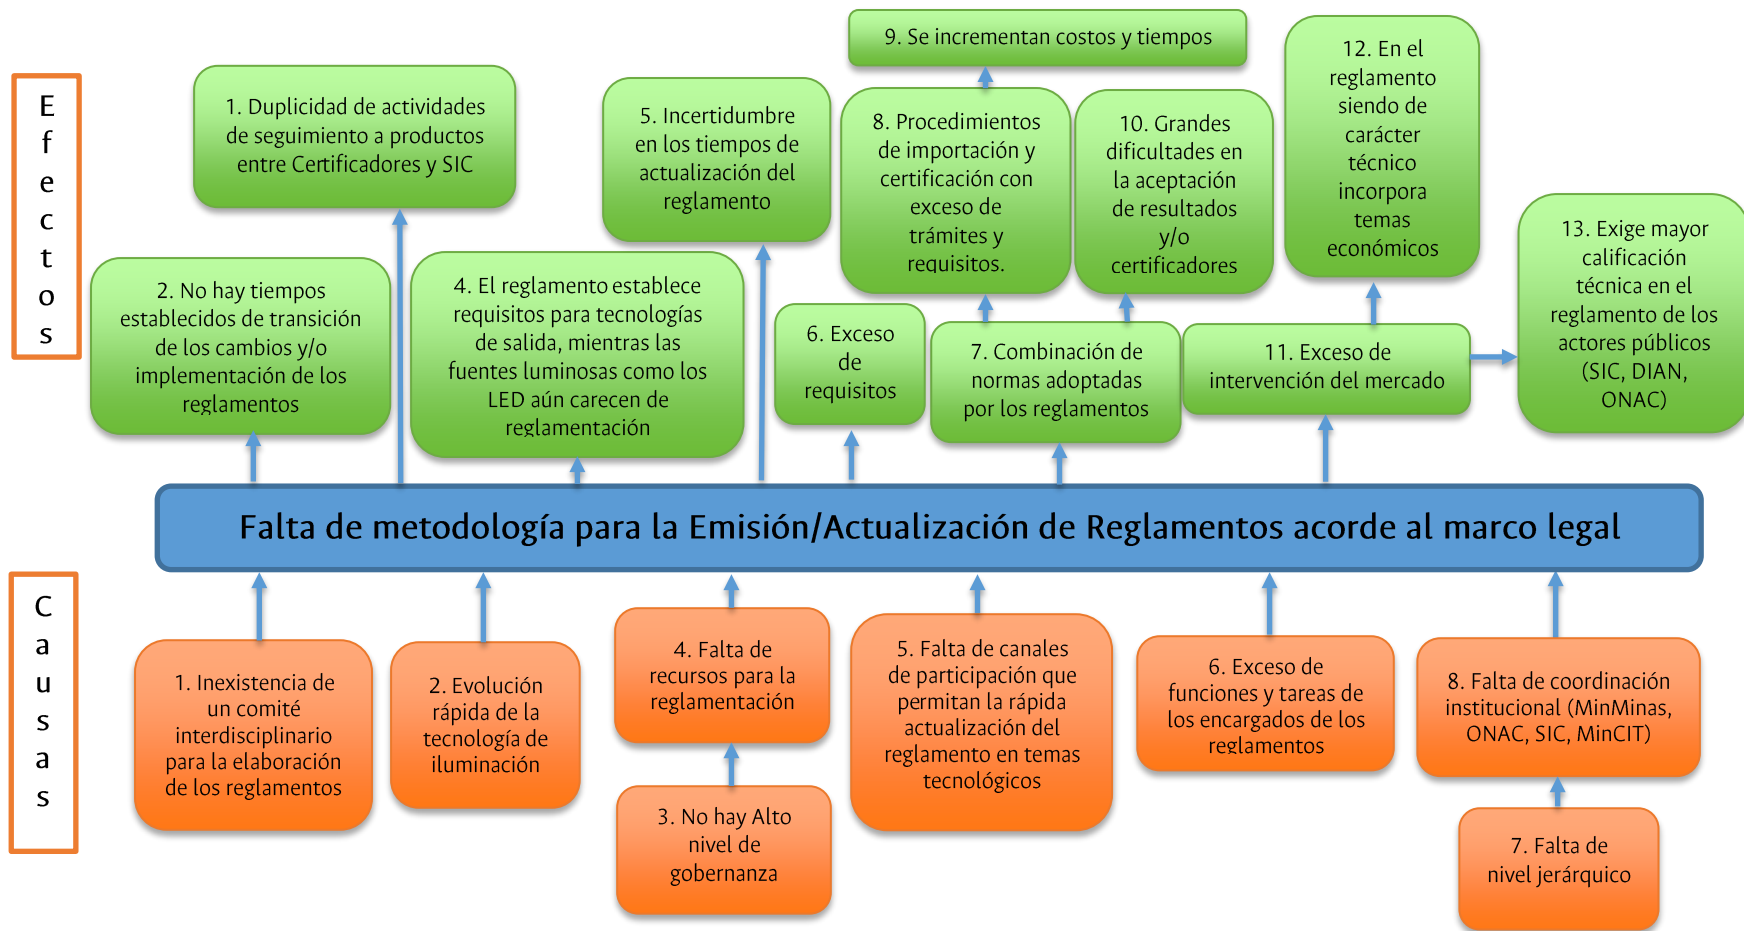 E
f
e
c
t
o
s
1. Duplicidad de actividades
de seguimiento a productos
entre Certificadores y SIC
2. No hay tiempos
establecidos de transición
de los cambios y/o
implementación de los
reglamentos
4. El reglamento establece
requisitos para tecnologías
de salida, mientras las
fuentes luminosas como los
LED aún carecen de
reglamentación
5. Incertidumbre
en los tiempos de
actualización del
reglamento
6. Exceso
de
requisitos
9. Se incrementan costos y tiempos
8. Procedimientos
de importación y
certificación con
exceso de
trámites y
requisitos.
7. Combinación de
normas adoptadas
por los reglamentos
10. Grandes
dificultades en
la aceptación
de resultados
y/o
certificadores
12. En el
reglamento
siendo de
carácter
técnico
incorpora
temas
económicos
11. Exceso de
intervención del mercado
13. Exige mayor
calificación
técnica en el
reglamento de los
actores públicos
(SIC, DIAN,
ONAC)
Falta de metodología para la Emisión/Actualización de Reglamentos acorde al marco legal
C
a
u
s
a
s
1. Inexistencia de
un comité
interdisciplinario
para la elaboración
de los reglamentos
2. Evolución
rápida de la
tecnología de
iluminación
4. Falta de
recursos para la
reglamentación
3. No hay Alto
nivel de
gobernanza
5. Falta de canales
de participación que
permitan la rápida
actualización del
reglamento en temas
tecnológicos
6. Exceso de
funciones y tareas de
los encargados de los
reglamentos
8. Falta de coordinación
institucional (MinMinas,
ONAC, SIC, MinCIT)
7. Falta de
nivel jerárquico